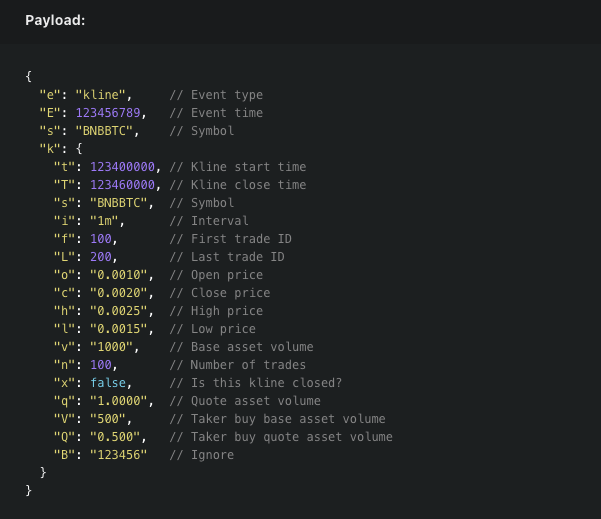 Payload:
{
  "e": "kline",     // Event type
  "E": 123456789,   // Event time
  "s": "BNBBTC",    // Symbol
  "k": {
    "t": 123400000, // Kline start time
    "T": 123460000, // Kline close time
    "s": "BNBBTC",  // Symbol
    "i": "1m",      // Interval
    "f": 100,       // First trade ID
    "L": 200,       // Last trade ID
    "o": "0.0010",  // Open price
    "c": "0.0020",  // Close price
    "h": "0.0025",  // High price
    "l": "0.0015",  // Low price
    "v": "1000",    // Base asset volume
    "n": 100,       // Number of trades
    "x": false,     // Is this kline closed?
    "q": "1.0000",  // Quote asset volume
    "V": "500",     // Taker buy base asset volume
    "Q": "0.500",   // Taker buy quote asset volume
    "B": "123456"   // Ignore
  }
}